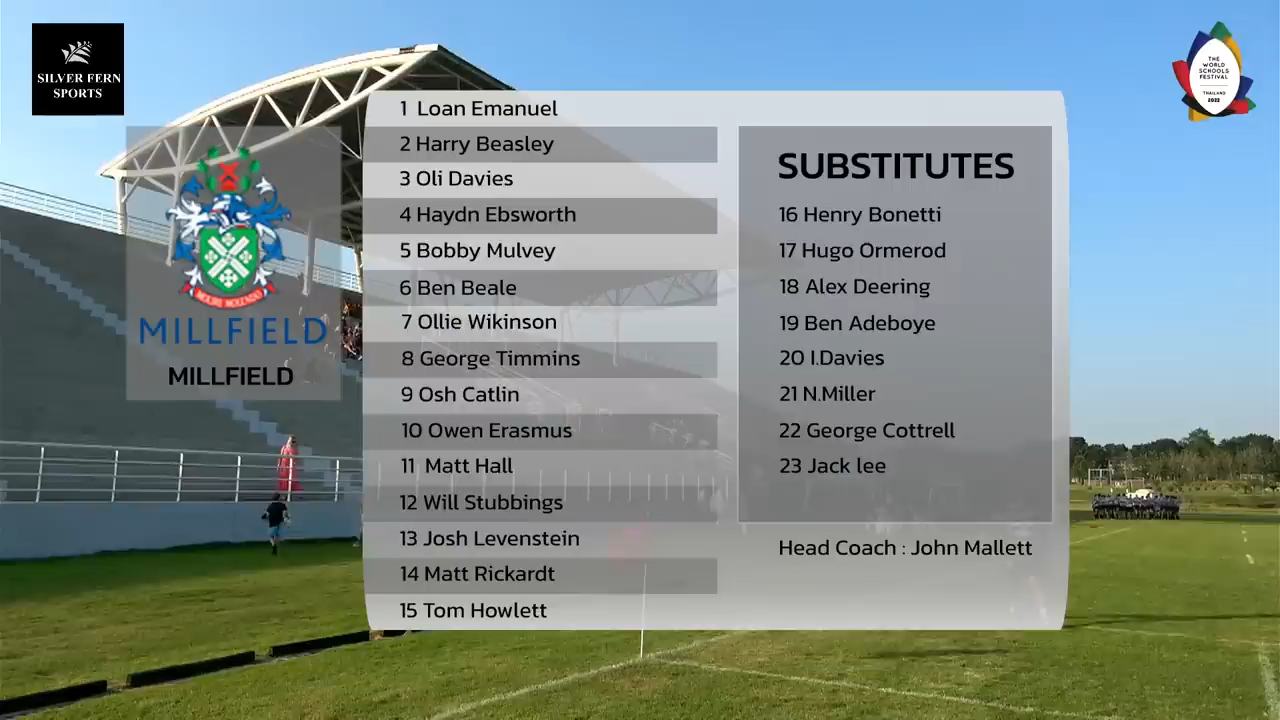 SILVER FERN
SPORTS
THE
WORLD
SCHOOLS
FESTIVAL
THAILAND
2022
MILLFIELD
MILLFIELD
1 Loan Emanuel
2 Harry Beasley
3 Oli Davies
4 Haydn Ebsworth
5 Bobby Mulvey
6 Ben Beale
7 Ollie Wikinson
8 George Timmins
9 Osh Catlin
10 Owen Erasmus
11 Matt Hall
12 Will Stubbings
13 Josh Levenstein
14 Matt Rickardt
15 Tom Howlett
SUBSTITUTES
16 Henry Bonetti
17 Hugo Ormerod
18 Alex Deering
19 Ben Adeboye
20 I.Davies
21 N.Miller
22 George Cottrell
23 Jack lee
Head Coach : John Mallett